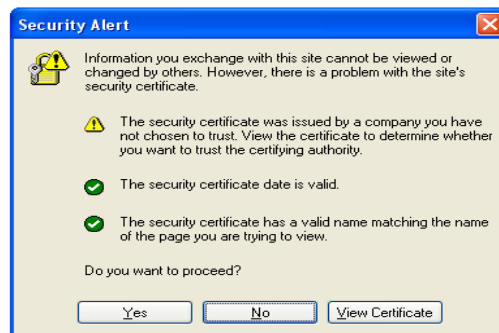 Security Alert
Information you exchange with this site cannot be viewed or
changed by others. However, there is a problem with the site's
security certificate.
The security certificate was issued by a company you have
not chosen to trust. View the certificate to determine whether
you want to trust the certifying authority.
The security certificate date is valid.
The security certificate has a valid name matching the name
of the page you are trying to view.
Do you want to proceed?
Yes No View Certificate